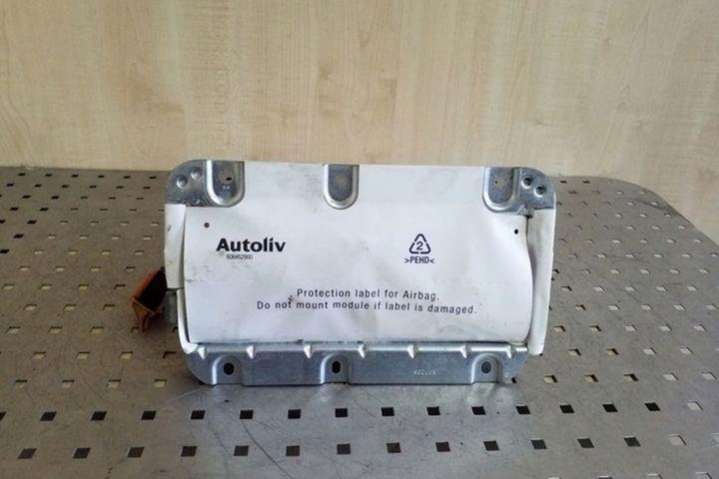 Autoliv
2
>PEHD<
Protection label for Airbag.
Do not mount module if label is damaged.